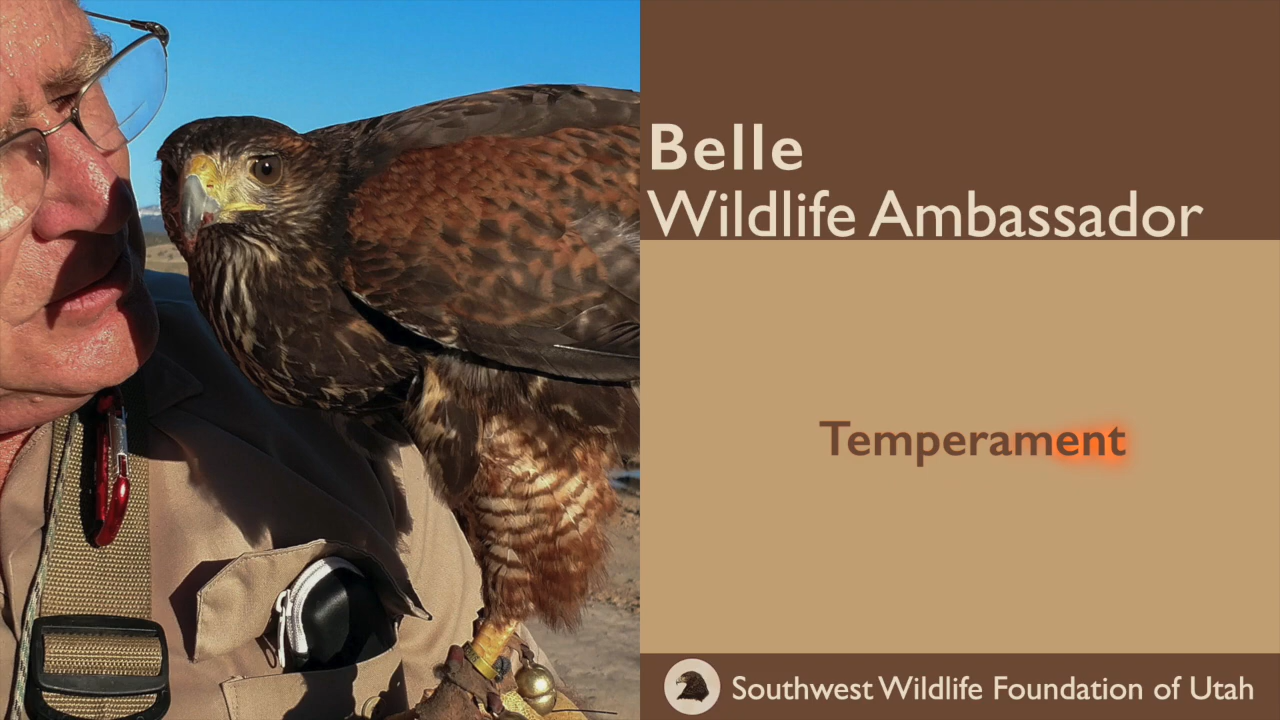 Belle
Wildlife Ambassador
Temperament
Southwest Wildlife Foundation of Utah